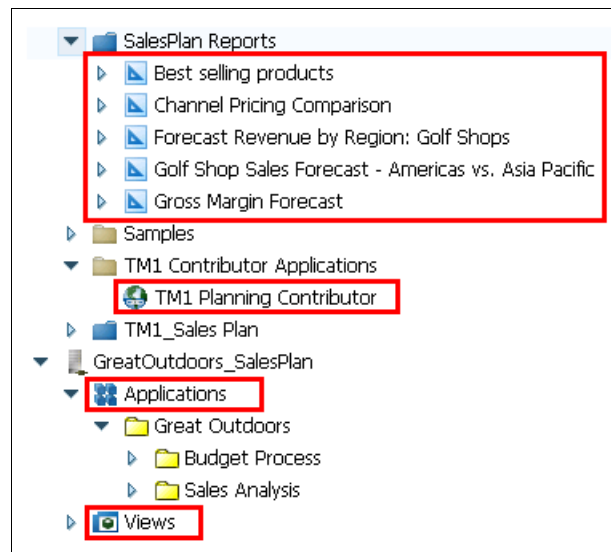 SalesPlan Reports
Best selling products
Channel Pricing Comparison
Forecast Revenue by Region: Golf Shops
Golf Shop Sales Forecast - Americas vs. Asia Pacific
Gross Margin Forecast
Samples
TM1 Contributor Applications
TM1 Planning Contributor
TM1_Sales Plan
GreatOutdoors_SalesPlan
Applications
Great Outdoors
Budget Process
Sales Analysis
Views